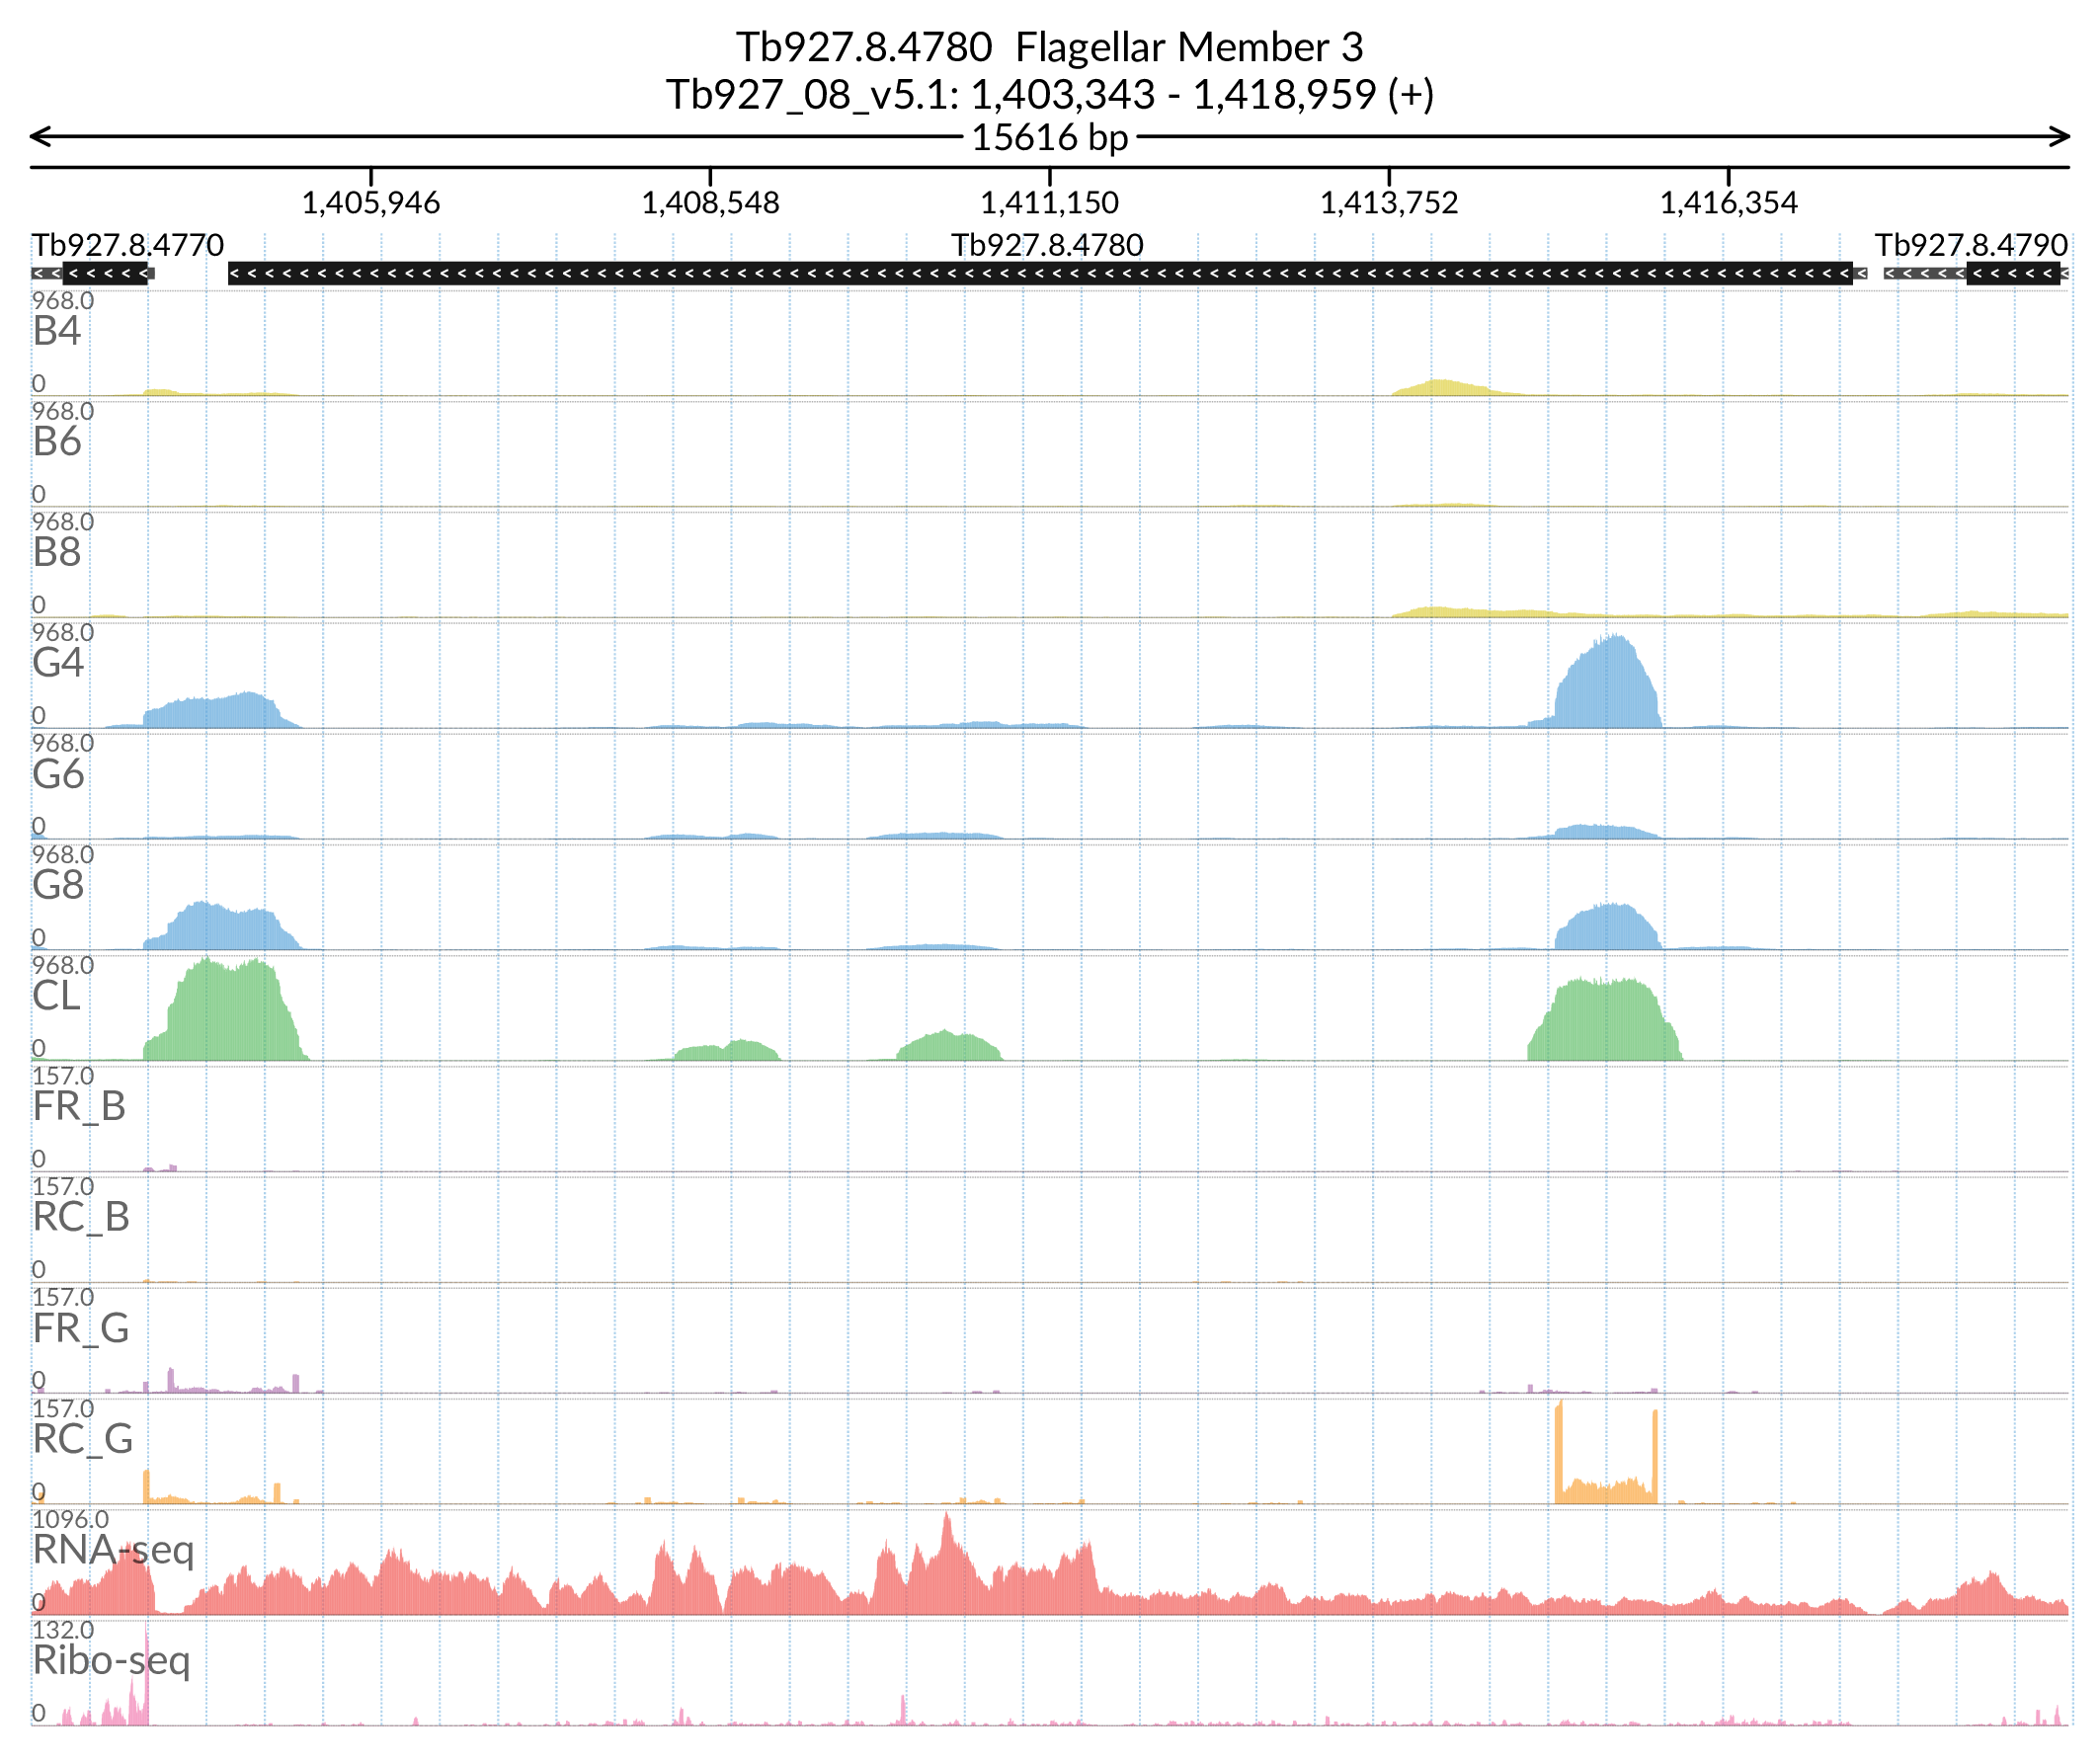 Tb927.8.4780  Flagellar Member 3
Tb927_08_v5.1: 1,403,343 - 1,418,959 (+)
15616 bp
1,405,946 1,408,548 1,411,150 1,413,752 1,416,354
Tb927.8.4770 Tb927.8.4780 Tb927.8.4790
968.0
B4
0
968.0
B6
0
968.0
B8
0
968.0
G4
0
968.0
G6
0
968.0
G8
0
968.0
CL
0
157.0
FR_B
0
157.0
RC_B
0
157.0
FR_G
0
157.0
RC_G
0
1096.0
RNA-seq
0
132.0
Ribo-seq
0